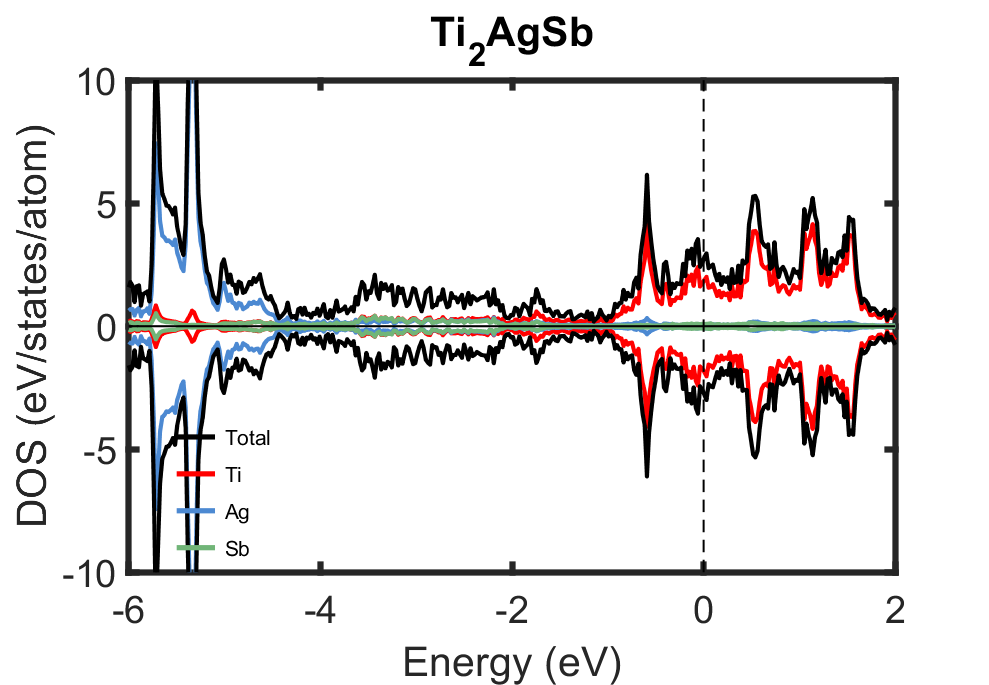 Ti2AgSb
DOS (eV/states/atom)
10
5
0
-5
-10
Total
Ti
Ag
Sb
-6 -4 -2 0 2
Energy (eV)